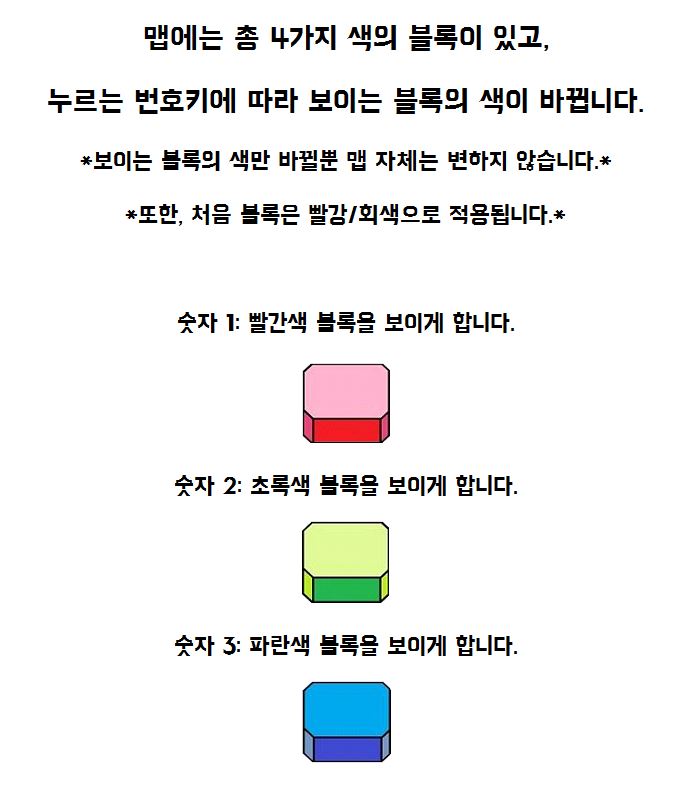 맵에는 총 4가지 색의 블록이 있고,
누르는 번호키에 따라 보이는 블록의 색이 바뀝니다.
*보이는 블록의 색만 바뀔뿐 맵 자체는 변하지 않습니다.*
*또한, 처음 블록은 빨강/회색으로 적용됩니다.*
숫자 1: 빨간색 블록을 보이게 합니다.
숫자 2: 초록색 블록을 보이게 합니다.
숫자 3: 파란색 블록을 보이게 합니다.